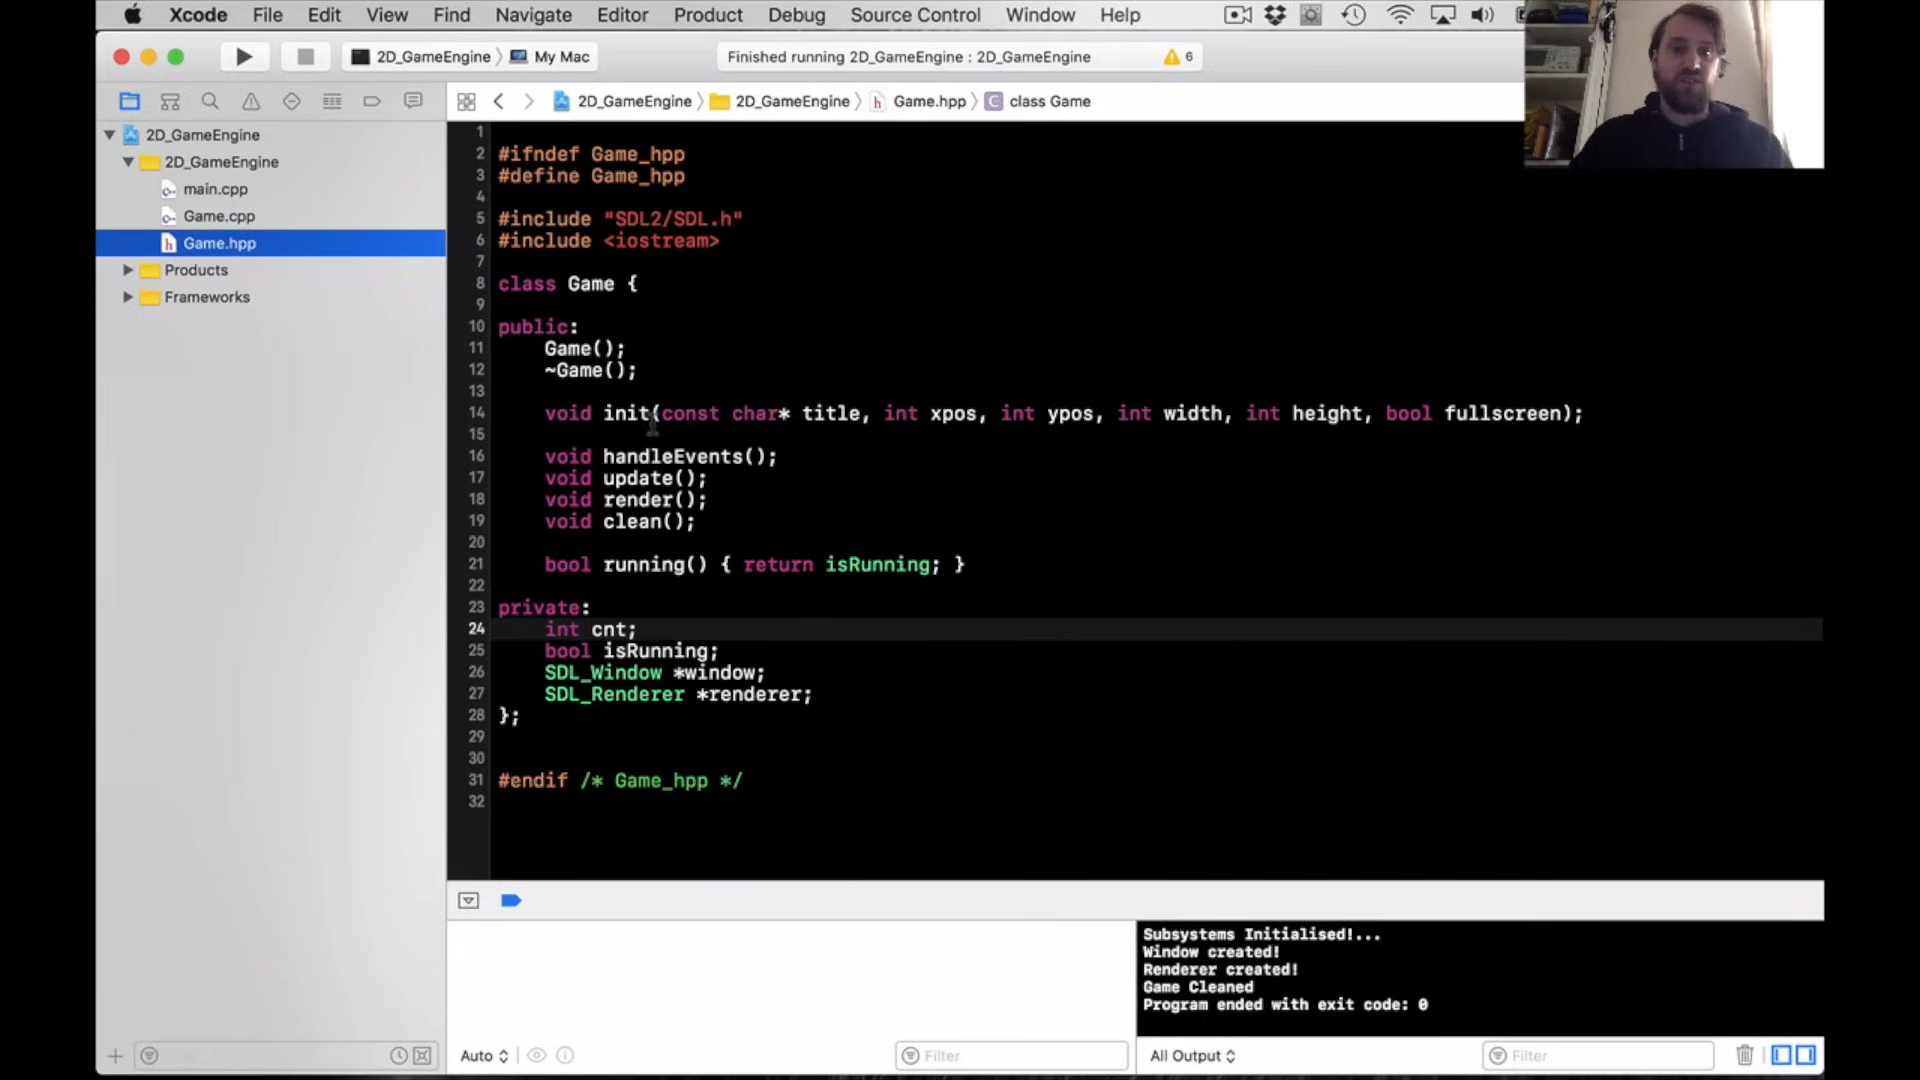 Xcode File Edit View Find Navigate Editor Product Debug Source Control Window Help
2D_GameEngine My Mac
Finished running 2D_GameEngine : 2D_GameEngine 6
2D_GameEngine 2D_GameEngine Game.hpp class Game
2D_GameEngine
2D_GameEngine
main.cpp
Game.cpp
Game.hpp
Products
Frameworks
1
2 #ifndef Game_hpp
3 #define Game_hpp
4
5 #include "SDL2/SDL.h"
6 #include <iostream>
7
8 class Game {
9
10 public:
11 Game();
12 ~Game();
13
14 void init(const char* title, int xpos, int ypos, int width, int height, bool fullscreen);
15
16 void handleEvents();
17 void update();
18 void render();
19 void clean();
20
21 bool running() { return isRunning; }
22
23 private:
24 int cnt;
25 bool isRunning;
26 SDL_Window *window;
27 SDL_Renderer *renderer;
28 };
29
30
31 #endif /* Game_hpp */
32
Subsystems Initialised!...
Window created!
Renderer created!
Game Cleaned
Program ended with exit code: 0
Auto Filter All Output Filter